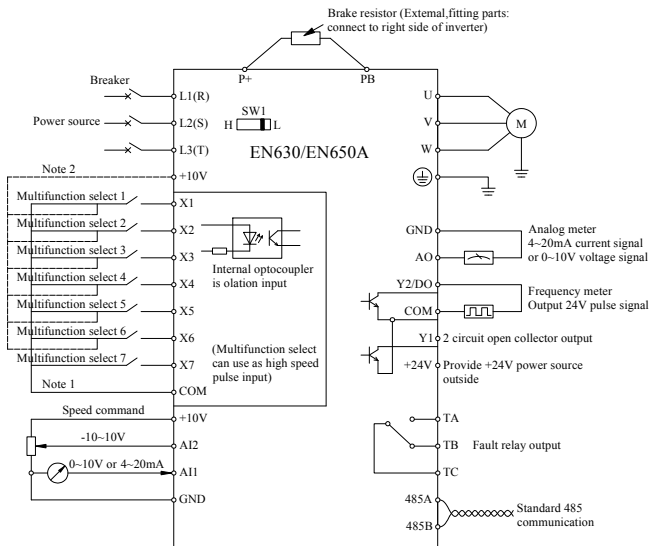 Brake resistor (External,fitting parts:
connect to right side of inverter)
P+
PB
Breaker
L1(R)
Power source
L2(S)
L3(T)
SW1
H
L
EN630/EN650A
U
V
W
M
Note 2
+10V
Multifunction select 1
X1
Multifunction select 2
X2
Multifunction select 3
X3
Multifunction select 4
X4
Multifunction select 5
X5
Multifunction select 6
X6
Multifunction select 7
X7
Note 1
COM
Internal optocoupler
is olation input
(Multifunction select
can use as high speed
pulse input)
Speed command
+10V
-10~10V
AI2
0~10V or 4~20mA
AI1
GND
GND
AO
Analog meter
4~20mA current signal
or 0~10V voltage signal
Y2/DO
COM
Frequency meter
Output 24V pulse signal
Y1
2 circuit open collector output
+24V
Provide +24V power source
outside
TA
TB
Fault relay output
TC
485A
485B
Standard 485
communication